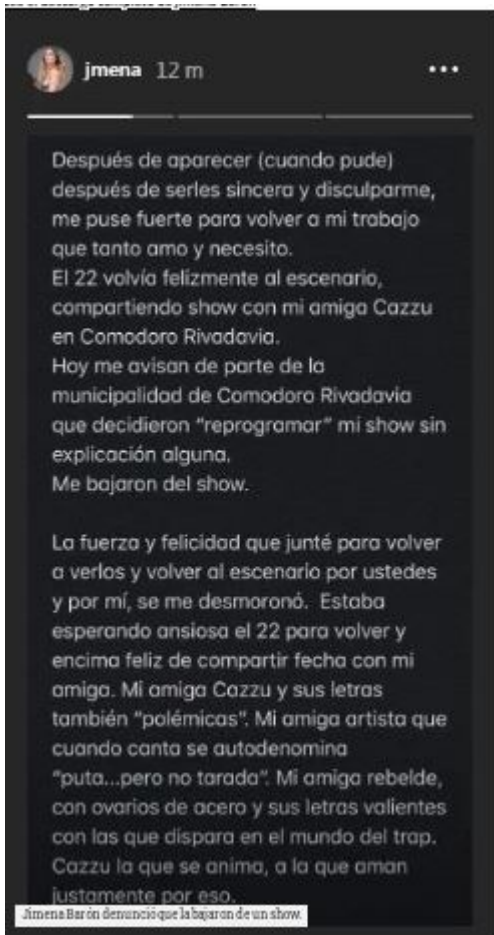 jmena 12 m
Después de aparecer (cuando pude)
después de serles sincera y disculparme,
me puse fuerte para volver a mi trabajo
que tanto amo y necesito.
El 22 volvía felizmente al escenario,
compartiendo show con mi amiga Cazzu
en Comodoro Rivadavia.
Hoy me avisan de parte de la
municipalidad de Comodoro Rivadavia
que decidieron “reprogramar” mi show sin
explicación alguna.
Me bajaron del show.
La fuerza y felicidad que junté para volver
a verlos y volver al escenario por ustedes
y por mí, se me desmoronó. Estaba
esperando ansiosa el 22 para volver y
encima feliz de compartir fecha con mi
amiga. Mi amiga Cazzu y sus letras
también “polémicas”. Mi amiga artista que
cuando canta se autodenomina
“puta...pero no tarada”. Mi amiga rebelde,
con ovarios de acero y sus letras valientes
con las que dispara en el mundo del trap.
Cazzu la que se anima, a la que aman
justamente por eso.
Jimena Barón denunció que la bajaron de un show.